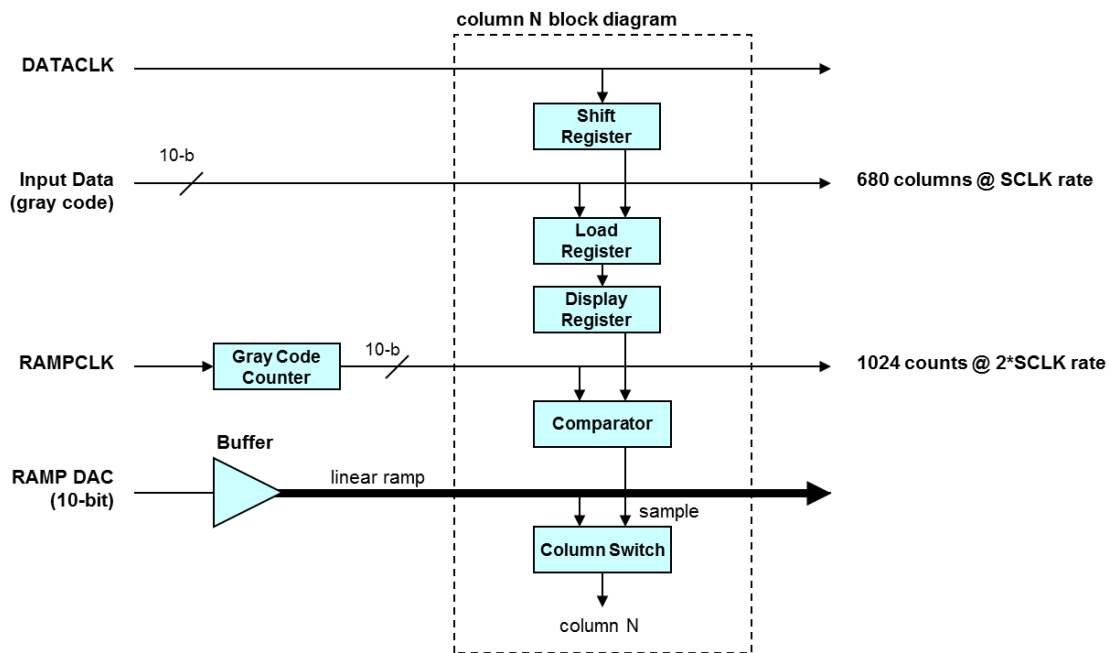 column N block diagram
DATACLK
Shift
Register
10-b
Input Data
(gray code)
680 columns @ SCLK rate
Load
Register
Display
Register
RAMPCLK
Gray Code
Counter
10-b
1024 counts @ 2*SCLK rate
Comparator
Buffer
RAMP DAC
(10-bit)
linear ramp
sample
Column Switch
column N